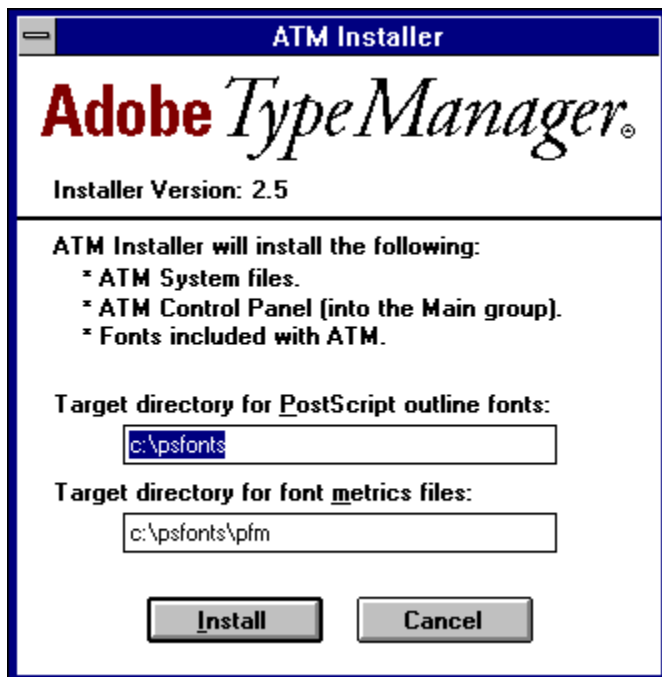 ATM Installer
Adobe Type Manager®
Installer Version: 2.5
ATM Installer will install the following:
* ATM System files.
* ATM Control Panel (into the Main group).
* Fonts included with ATM.
Target directory for PostScript outline fonts:
c:\psfonts
Target directory for font metrics files:
c:\psfonts\pfm
Install Cancel